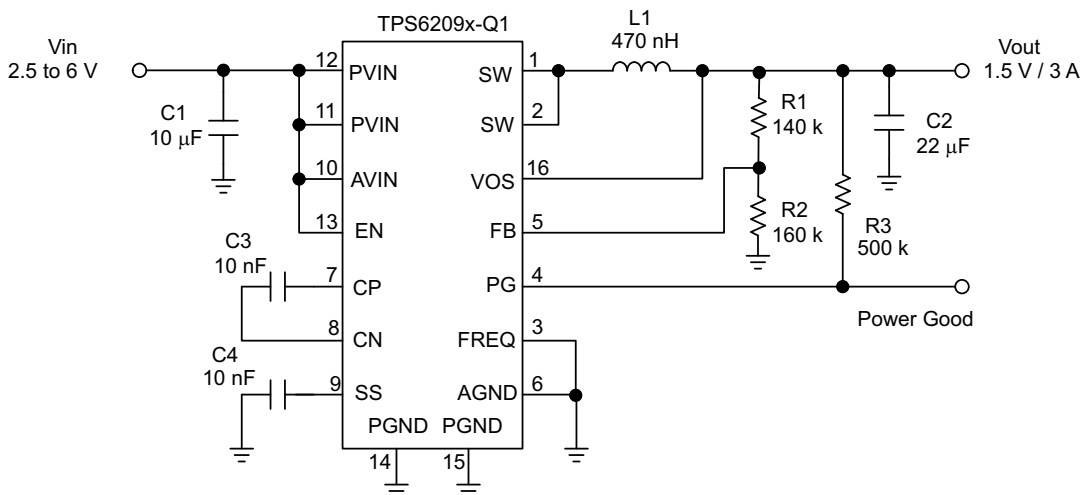 TPS6209x-Q1
L1
470 nH
Vin
2.5 to 6 V
Vout
1.5 V / 3 A
12
PVIN
SW
1
C1
10 µF
R1
140 k
C2
22 µF
11
PVIN
SW
2
10
AVIN
VOS
16
13
EN
FB
5
R2
160 k
R3
500 k
C3
10 nF
7
CP
PG
4
Power Good
8
CN
FREQ
3
C4
10 nF
9
SS
AGND
6
PGND
PGND
14
15